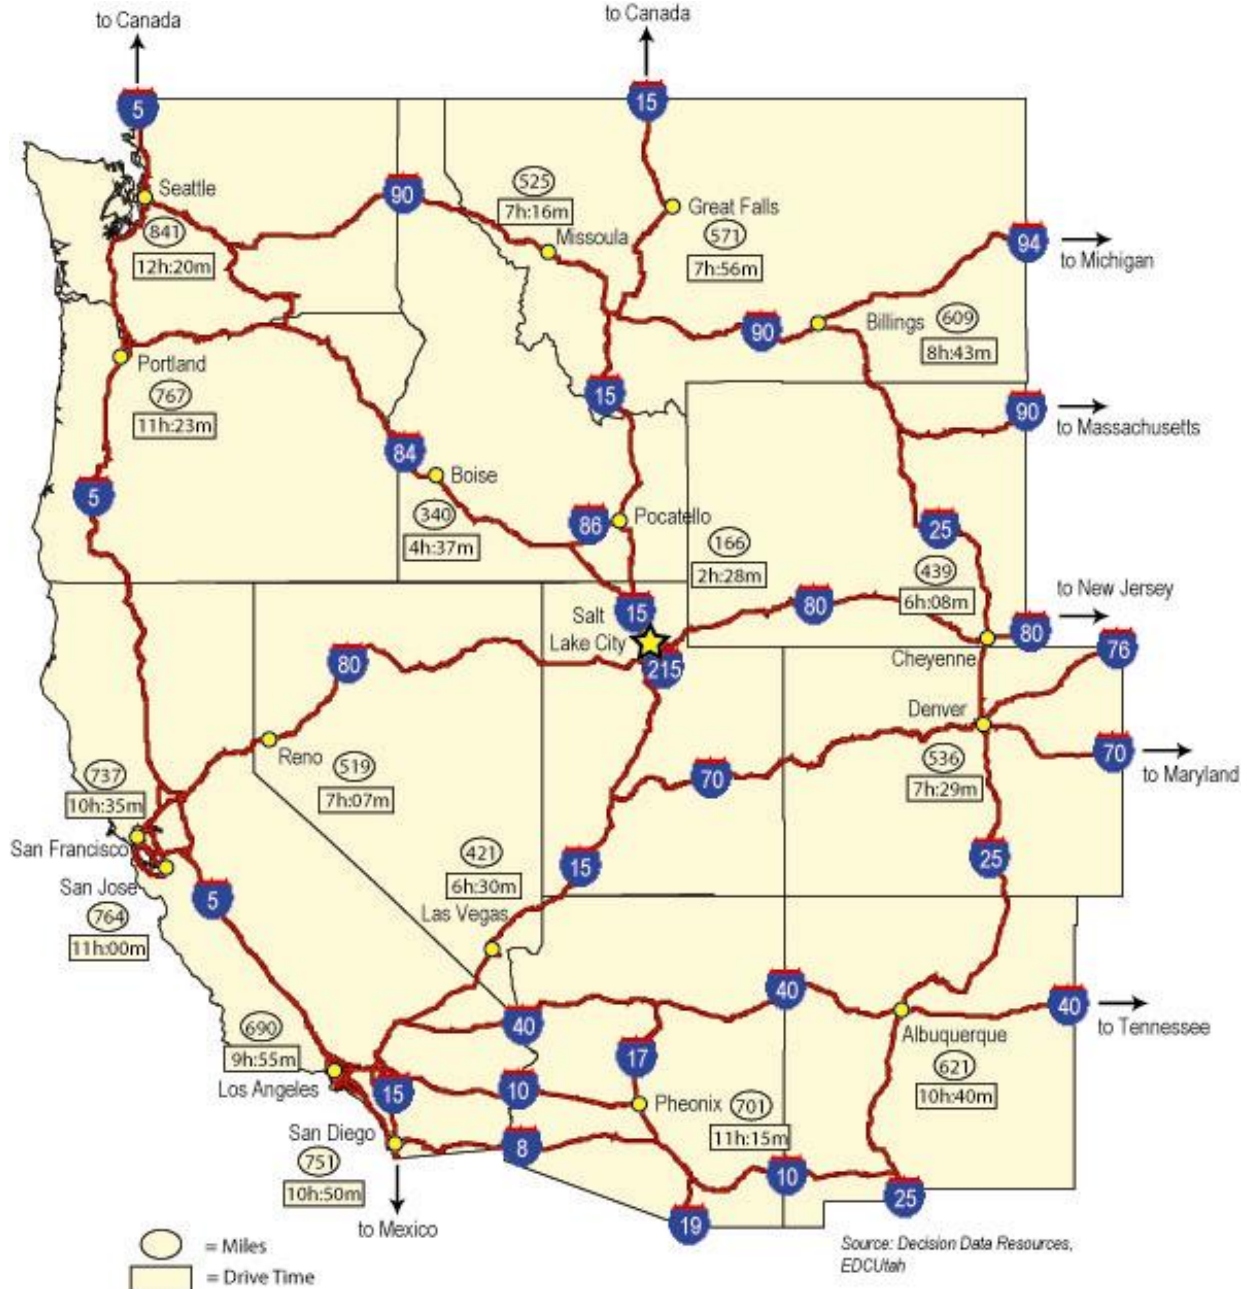 to Canada
to Canada
5
15
Seattle
841
12h:20m
90
525
7h:16m
Missoula
Great Falls
571
7h:56m
94
to Michigan
Portland
767
11h:23m
90
Billings
609
8h:43m
15
90
to Massachusetts
5
84
Boise
340
4h:37m
86
Pocatello
166
2h:28m
25
439
6h:08m
to New Jersey
80
80
76
Cheyenne
15
Salt
Lake City
215
80
Reno
519
7h:07m
Denver
536
7h:29m
70
70
to Maryland
737
10h:35m
San Francisco
San Jose
764
11h:00m
5
421
6h:30m
Las Vegas
15
25
40
40
40
to Tennessee
Albuquerque
621
10h:40m
690
9h:55m
Los Angeles
15
10
17
Pheonix
701
11h:15m
San Diego
751
10h:50m
8
10
25
19
to Mexico
= Miles
= Drive Time
Source: Decision Data Resources,
EDCUtah